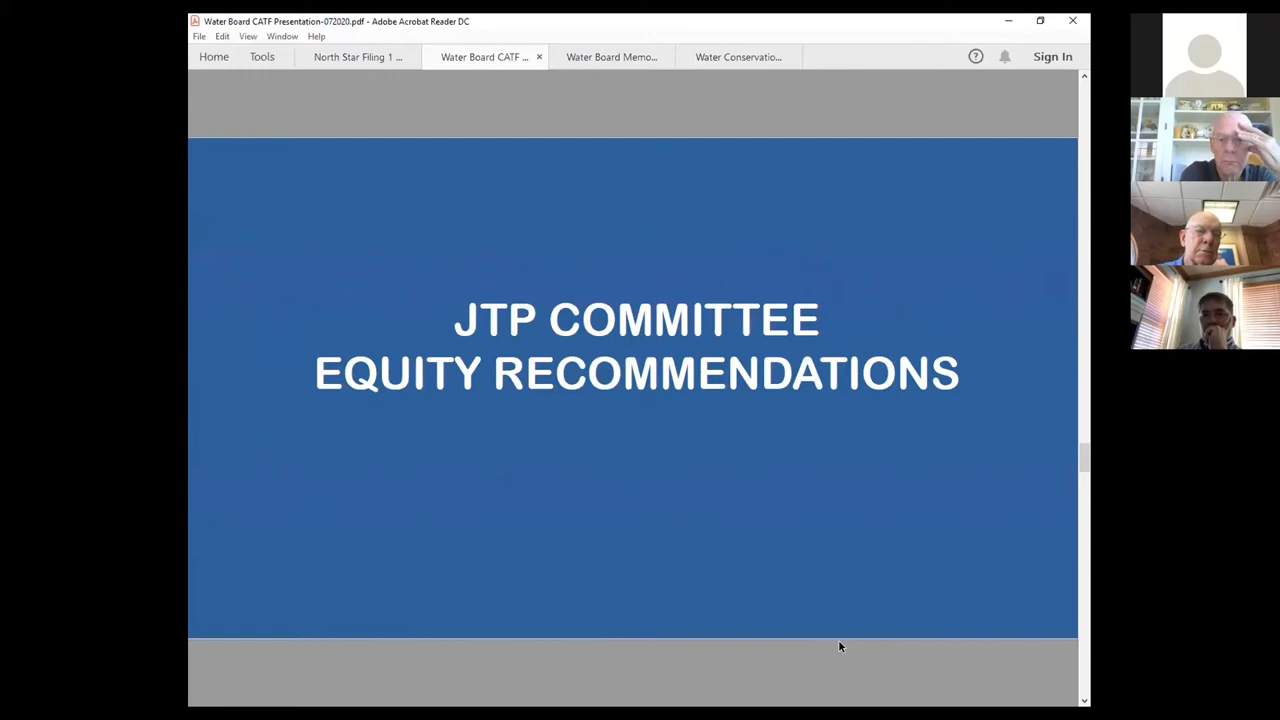 Water Board CATF Presentation-072020.pdf - Adobe Acrobat Reader DC
File Edit View Window Help
Home Tools North Star Filing 1 ... Water Board CATF ... × Water Board Memo... Water Conservatio... ? Sign In
JTP COMMITTEE
EQUITY RECOMMENDATIONS